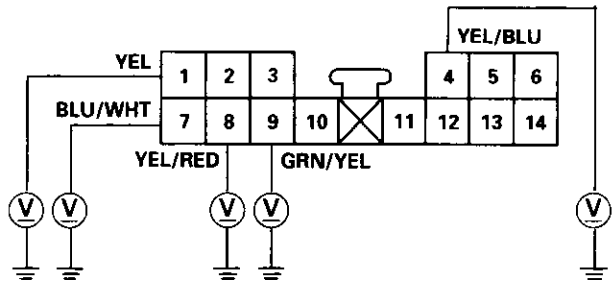 YEL/BLU
YEL
1 2 3 4 5 6
BLU/WHT
7 8 9 10 11 12 13 14
YEL/RED GRN/YEL
V V V V V